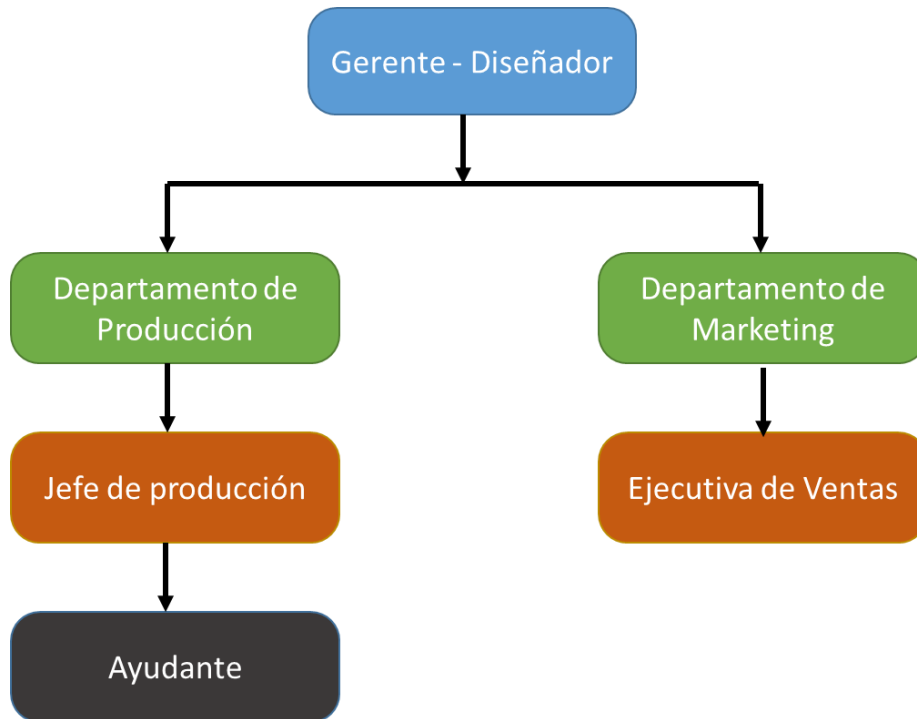 Gerente - Diseñador
Departamento de
Producción
Departamento de
Marketing
Jefe de producción
Ejecutiva de Ventas
Ayudante